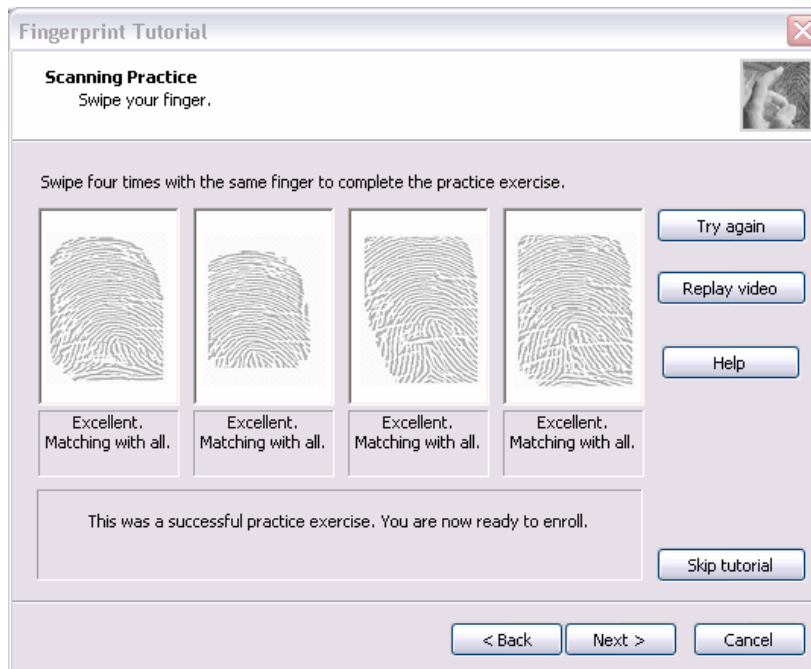 Fingerprint Tutorial
Scanning Practice
Swipe your finger.
Swipe four times with the same finger to complete the practice exercise.
Try again
Replay video
Help
Excellent.
Matching with all.
Excellent.
Matching with all.
Excellent.
Matching with all.
Excellent.
Matching with all.
This was a successful practice exercise. You are now ready to enroll.
Skip tutorial
< Back
Next >
Cancel